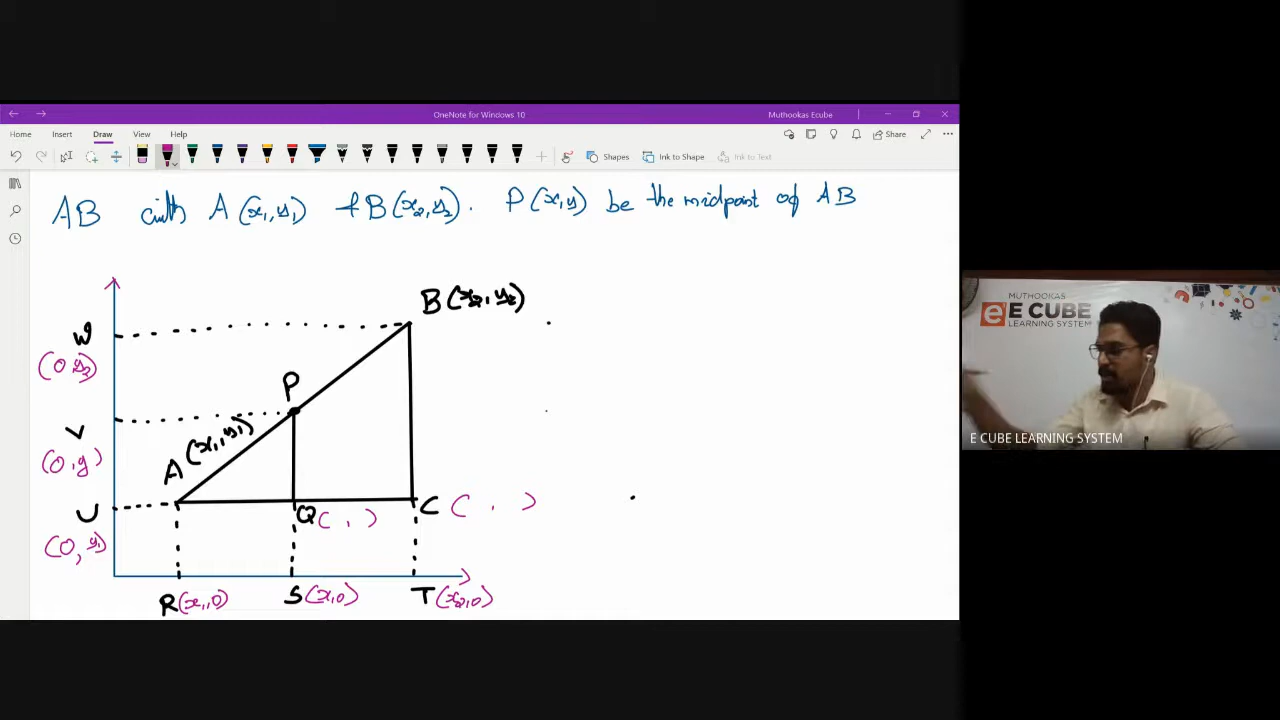 OneNote for Windows 10
Muthookas Ecube
Home Insert Draw View Help
Share
Shapes Ink to Shape Ink to Text
AB with A (x₁, y₁) & B (x₂, y₂). P (x, y) be the midpoint of AB
B (x₂, y₂)
W
(0, y₂)
P
V
(0, y)
A (x₁, y₁)
U
(0, y₁)
Q ( , )
C ( , )
R (x₁, 0)
S (x, 0)
T (x₂, 0)
MUTHOOKAS
e E CUBE
LEARNING SYSTEM
E CUBE LEARNING SYSTEM